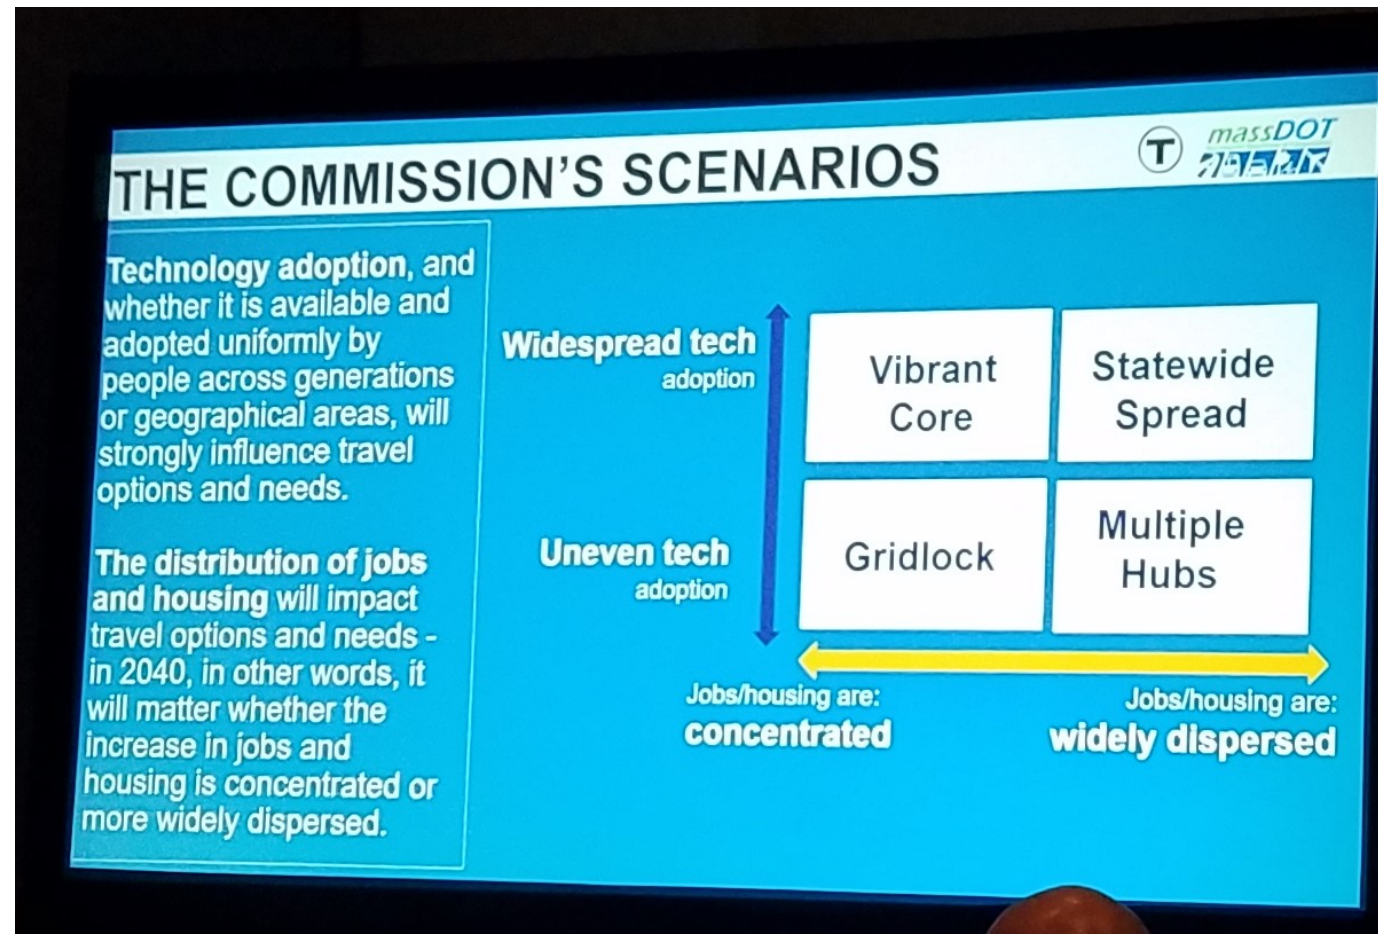 THE COMMISSION'S SCENARIOS
T
massDOT
Technology adoption, and
whether it is available and
adopted uniformly by
people across generations
or geographical areas, will
strongly influence travel
options and needs.
The distribution of jobs
and housing will impact
travel options and needs -
in 2040, in other words, it
will matter whether the
increase in jobs and
housing is concentrated or
more widely dispersed.
Widespread tech
adoption
Uneven tech
adoption
Vibrant
Core
Statewide
Spread
Gridlock
Multiple
Hubs
Jobs/housing are:
concentrated
Jobs/housing are:
widely dispersed